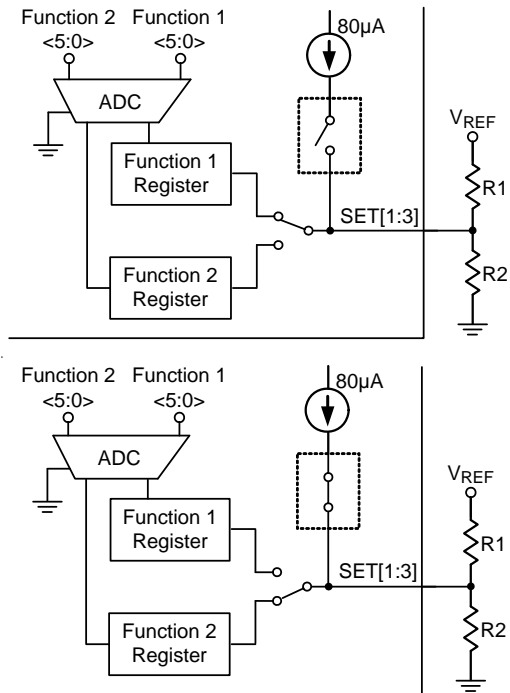 Function 2 Function 1
<5:0> <5:0>
80µA
ADC
Function 1
Register
VREF
R1
SET[1:3]
R2
Function 2
Register
Function 2 Function 1
<5:0> <5:0>
80µA
ADC
Function 1
Register
VREF
R1
SET[1:3]
R2
Function 2
Register